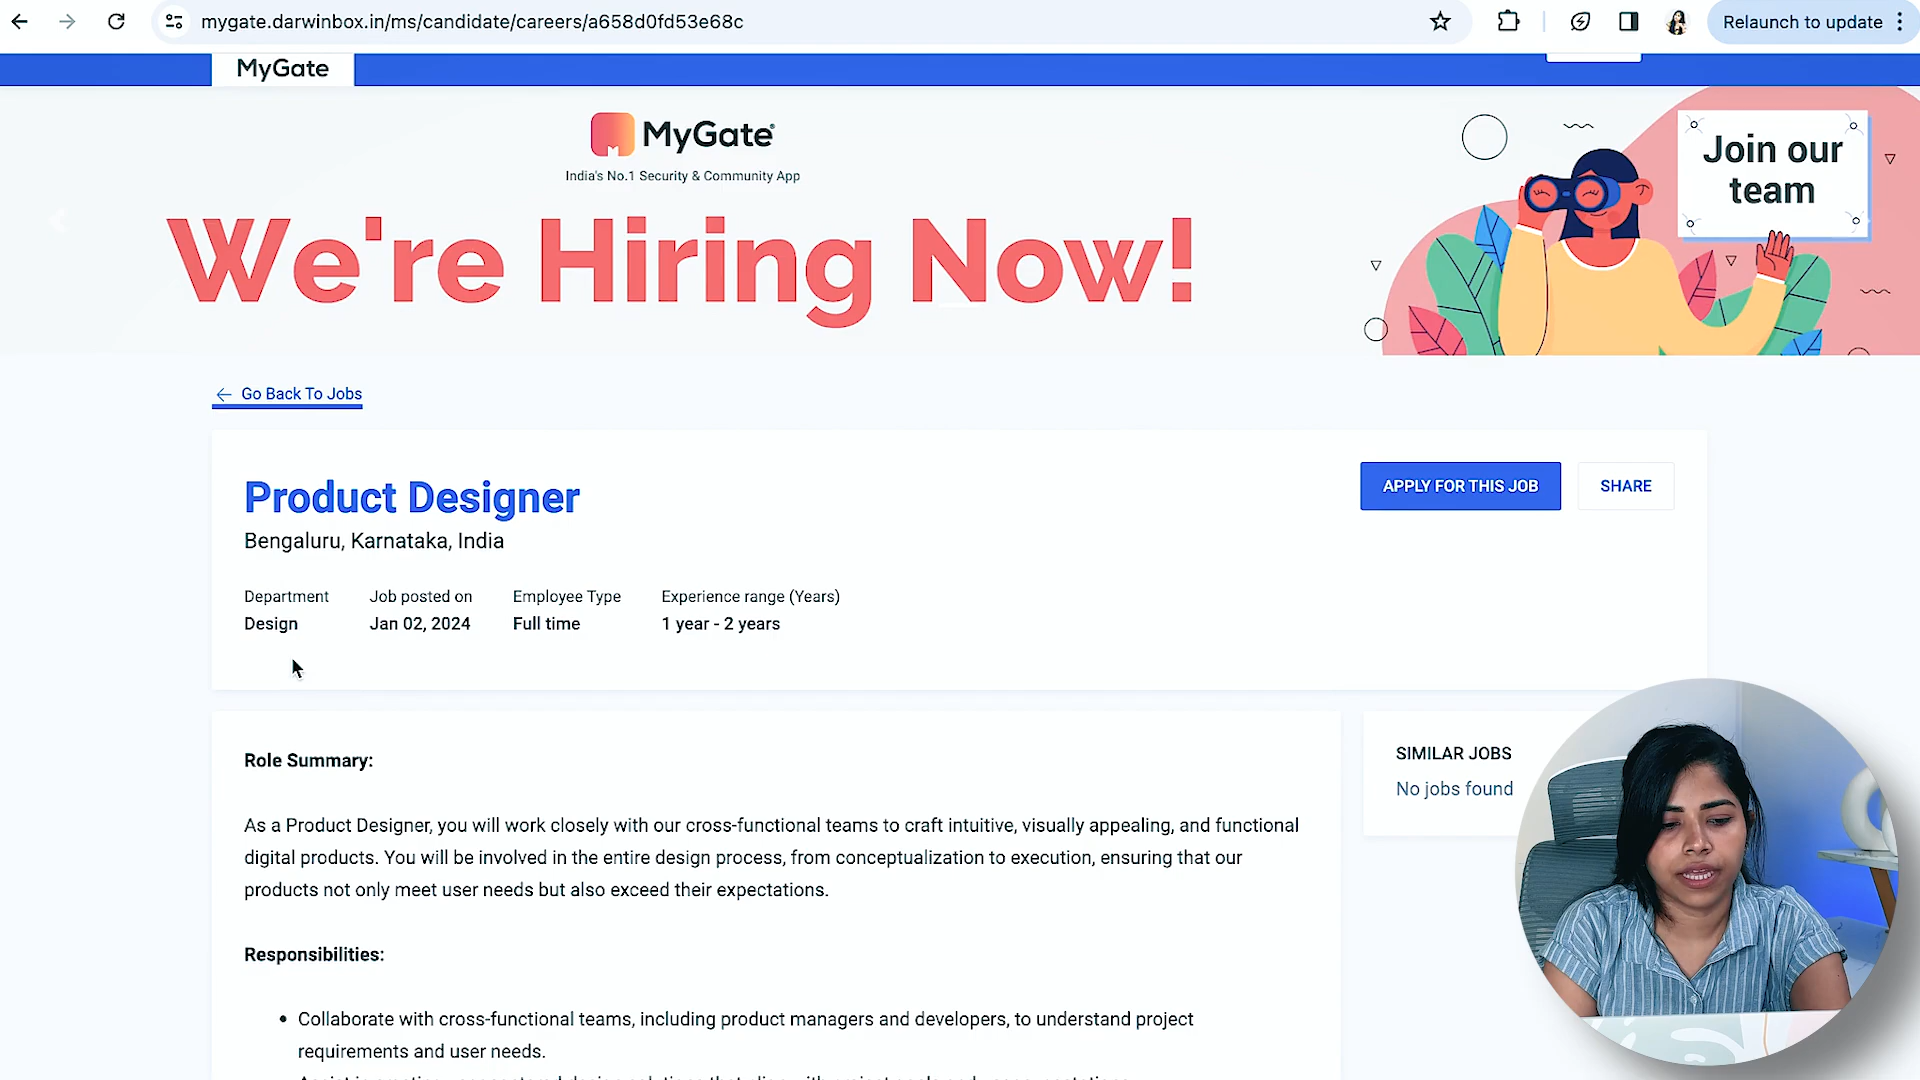 mygate.darwinbox.in/ms/candidate/careers/a658d0fd53e68c
Relaunch to update
MyGate
MyGate
India's No.1 Security & Community App
We're Hiring Now!
Join our
team
Go Back To Jobs
Product Designer
Bengaluru, Karnataka, India
APPLY FOR THIS JOB
SHARE
Department
Job posted on
Employee Type
Experience range (Years)
Design
Jan 02, 2024
Full time
1 year - 2 years
Role Summary:
As a Product Designer, you will work closely with our cross-functional teams to craft intuitive, visually appealing, and functional
digital products. You will be involved in the entire design process, from conceptualization to execution, ensuring that our
products not only meet user needs but also exceed their expectations.
Responsibilities:
• Collaborate with cross-functional teams, including product managers and developers, to understand project
requirements and user needs.
SIMILAR JOBS
No jobs found